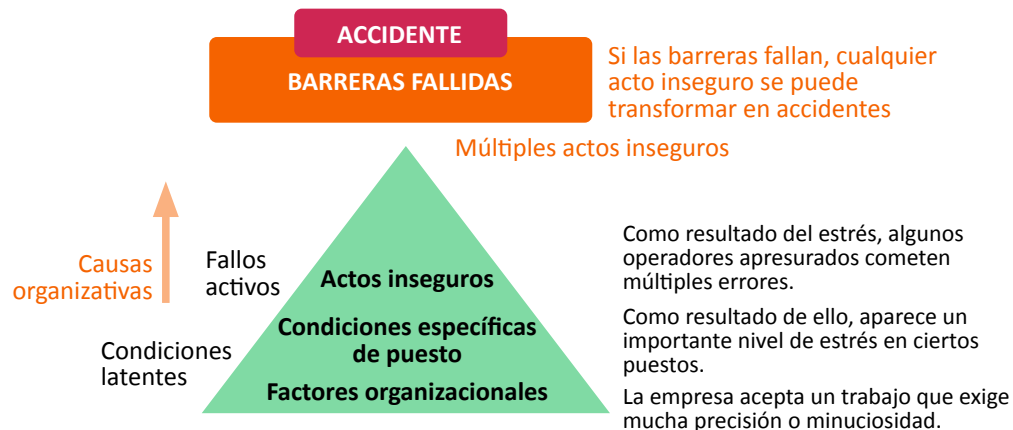 ACCIDENTE
BARRERAS FALLIDAS
Si las barreras fallan, cualquier
acto inseguro se puede
transformar en accidentes
Múltiples actos inseguros
Causas
organizativas
Fallos
activos
Actos inseguros
Como resultado del estrés, algunos
operadores apresurados cometen
múltiples errores.
Condiciones
latentes
Condiciones específicas
de puesto
Como resultado de ello, aparece un
importante nivel de estrés en ciertos
puestos.
Factores organizacionales
La empresa acepta un trabajo que exige
mucha precisión o minuciosidad.